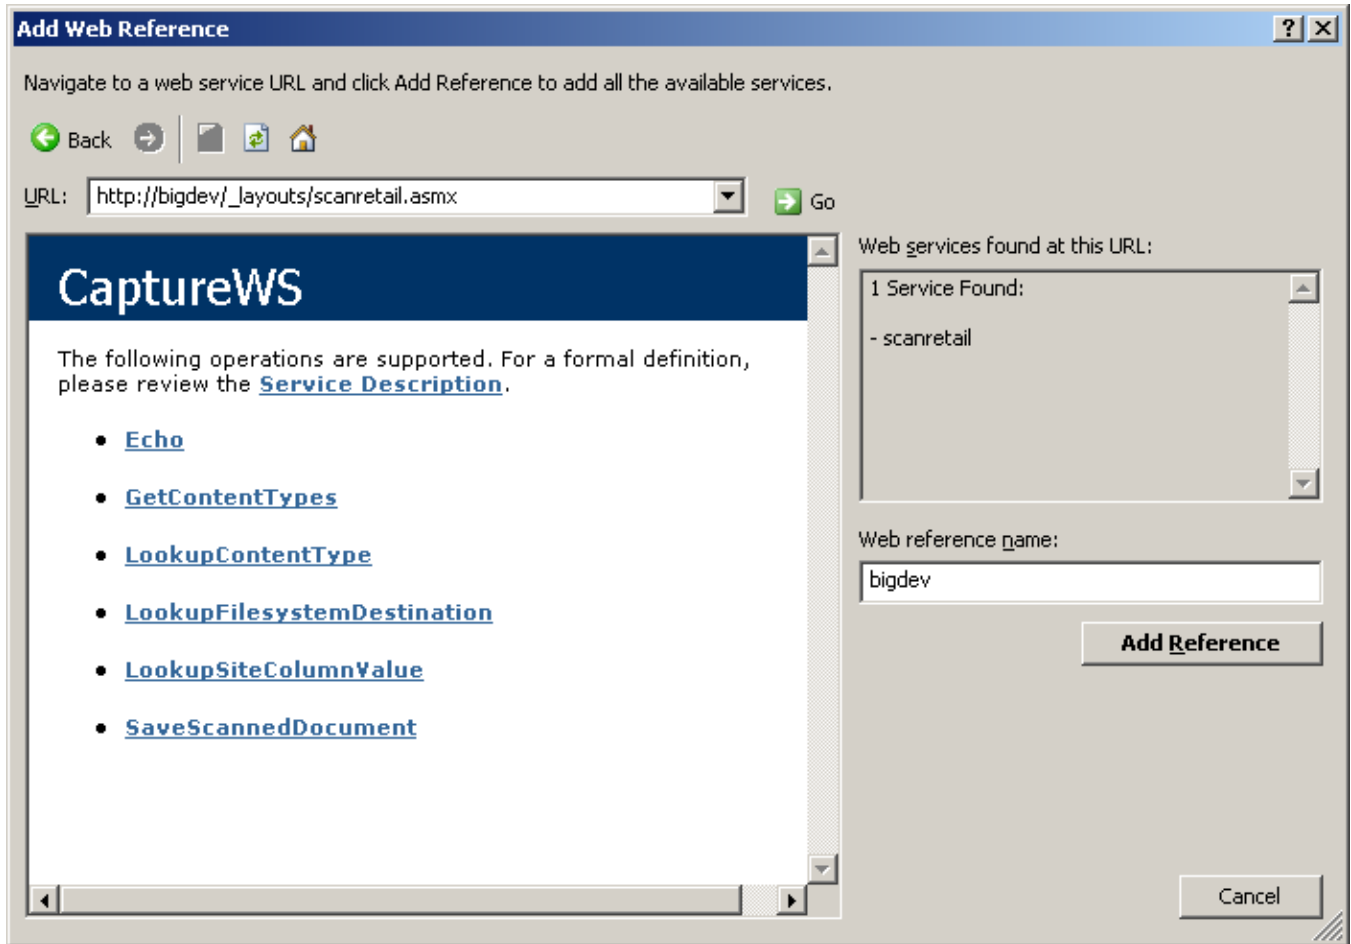 Add Web Reference
Navigate to a web service URL and click Add Reference to add all the available services.
Back
URL: http://bigdev/_layouts/scanretail.asmx Go
CaptureWS
The following operations are supported. For a formal definition,
please review the Service Description.
• Echo
• GetContentTypes
• LookupContentType
• LookupFilesystemDestination
• LookupSiteColumnValue
• SaveScannedDocument
Web services found at this URL:
1 Service Found:
- scanretail
Web reference name:
bigdev
Add Reference
Cancel